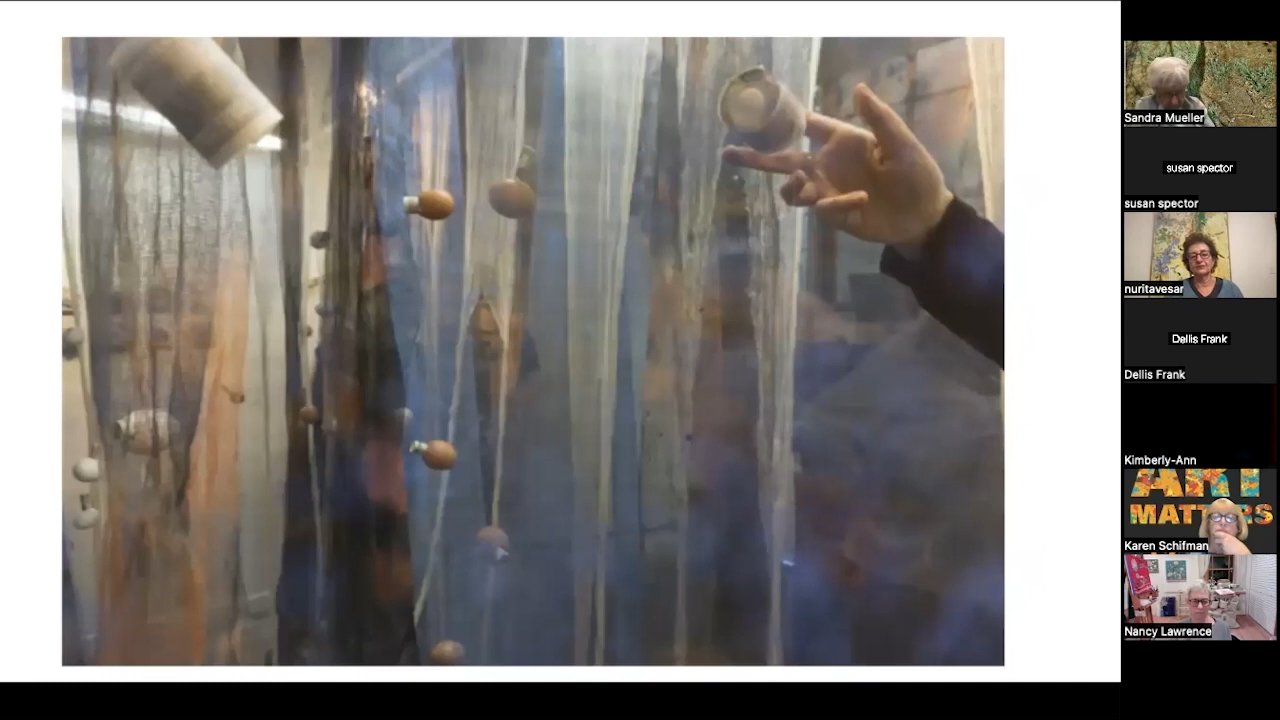 Sandra Mueller
susan spector
susan spector
nuritavesar
Dellis Frank
Dellis Frank
Kimberly-Ann
ART
MATTERS
Karen Schifman
Nancy Lawrence